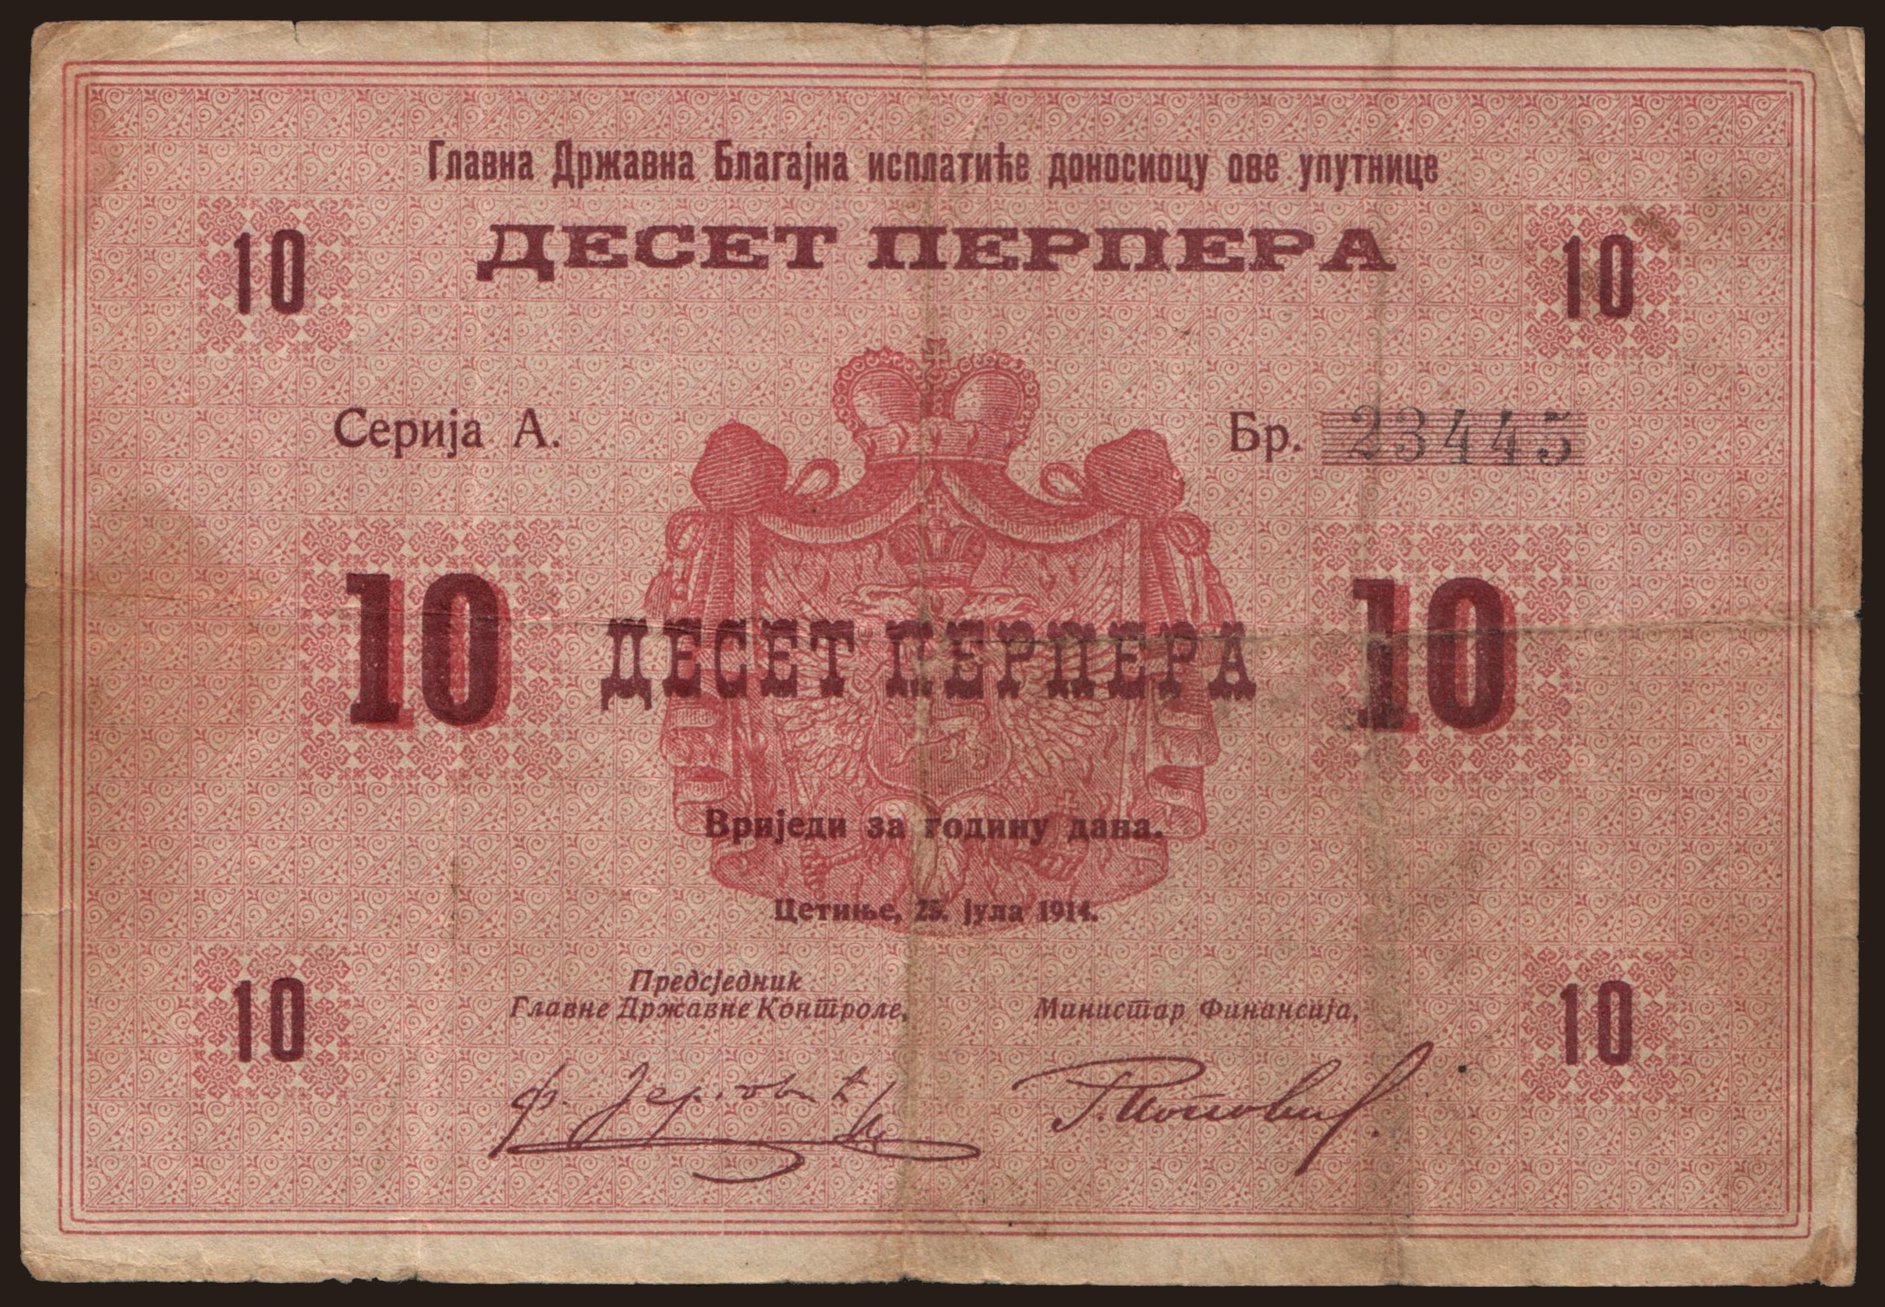 Главна Државна Благајна исплатиће доносиоцу ове упутнице
10 ДЕСЕТ ПЕРПЕРА 10
Серија А. Бр. 23445
10 ДЕСЕТ ПЕРПЕРА 10
Вриједи за годину дана.
Цетиње, 25. јула 1914.
Предсједник
Главне Државне Контроле, Министар Финансија,
10 10